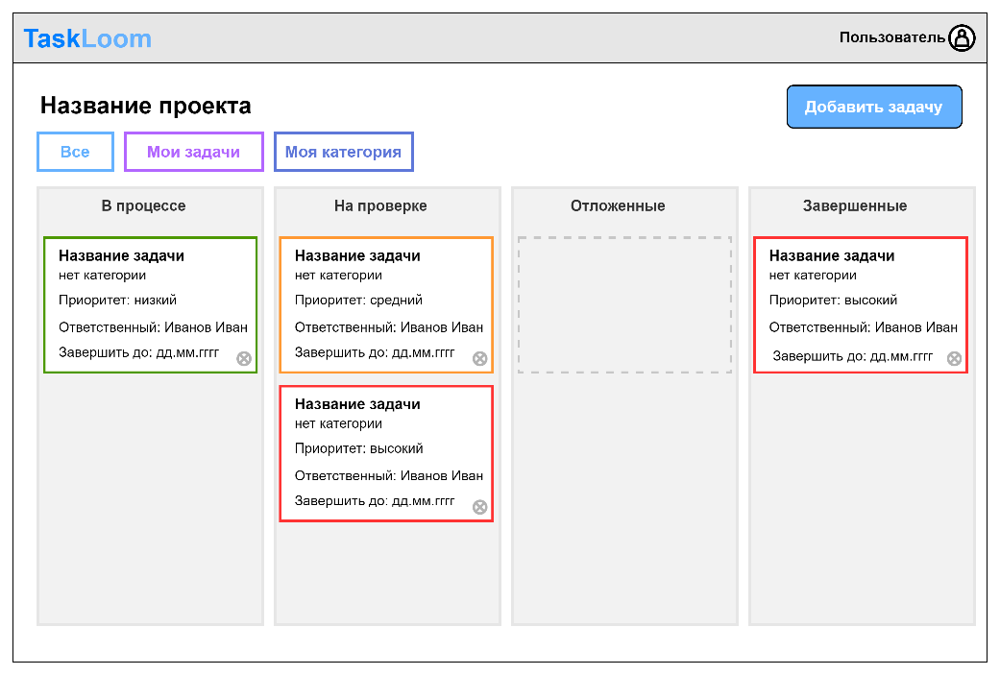 TaskLoom
Пользователь
Название проекта
Добавить задачу
Все
Мои задачи
Моя категория
В процессе
Название задачи
нет категории
Приоритет: низкий
Ответственный: Иванов Иван
Завершить до: дд.мм.гггг
На проверке
Название задачи
нет категории
Приоритет: средний
Ответственный: Иванов Иван
Завершить до: дд.мм.гггг
Название задачи
нет категории
Приоритет: высокий
Ответственный: Иванов Иван
Завершить до: дд.мм.гггг
Отложенные
Завершенные
Название задачи
нет категории
Приоритет: высокий
Ответственный: Иванов Иван
Завершить до: дд.мм.гггг